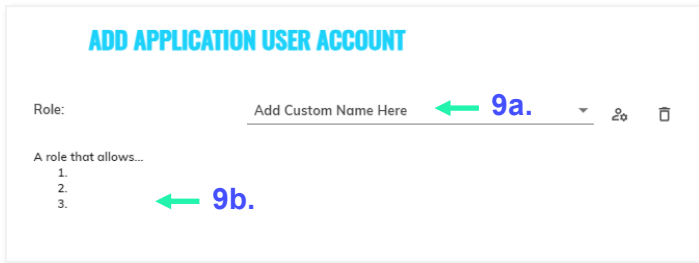 ADD APPLICATION USER ACCOUNT
Role: Add Custom Name Here 9a.
A role that allows...
1.
2.
3.
9b.